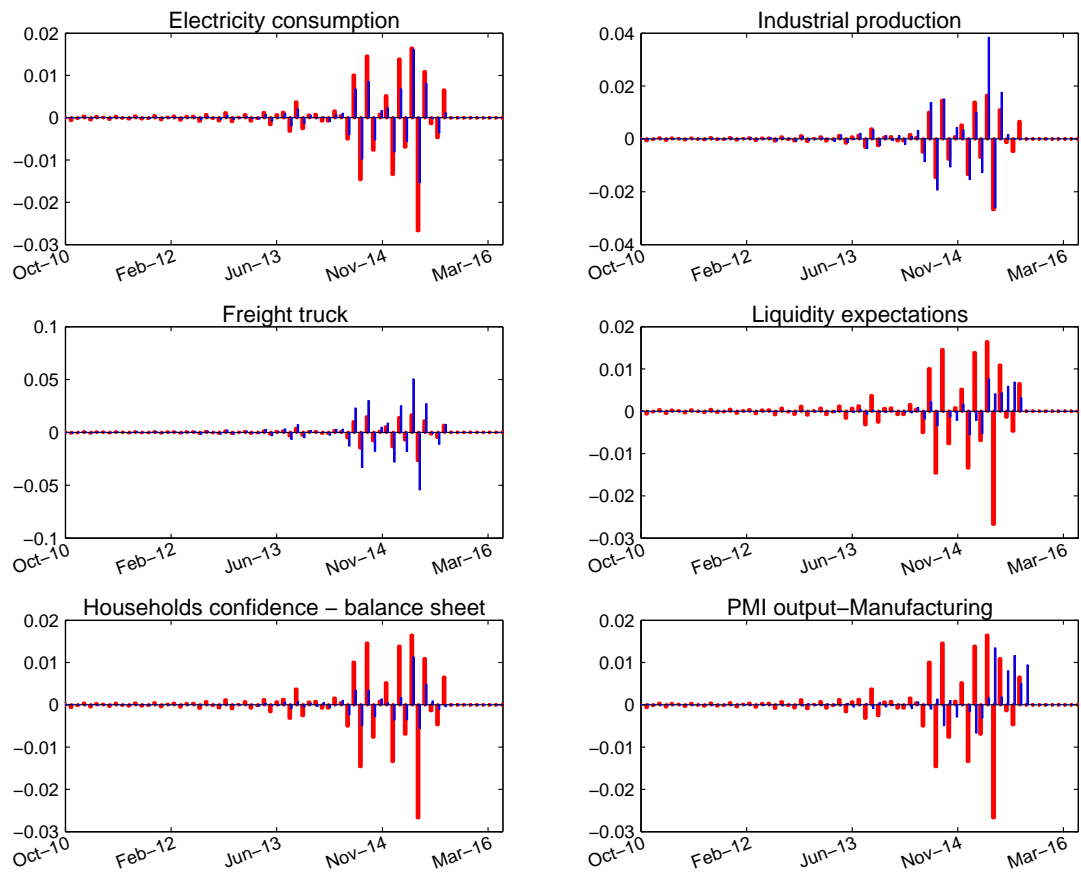 Electricity consumption
0.02
0.01
0
−0.01
−0.02
−0.03
Oct−10 Feb−12 Jun−13 Nov−14 Mar−16
Industrial production
0.04
0.02
0
−0.02
−0.04
Oct−10 Feb−12 Jun−13 Nov−14 Mar−16
Freight truck
0.1
0.05
0
−0.05
−0.1
Oct−10 Feb−12 Jun−13 Nov−14 Mar−16
Liquidity expectations
0.02
0.01
0
−0.01
−0.02
−0.03
Oct−10 Feb−12 Jun−13 Nov−14 Mar−16
Households confidence − balance sheet
0.02
0.01
0
−0.01
−0.02
−0.03
Oct−10 Feb−12 Jun−13 Nov−14 Mar−16
PMI output−Manufacturing
0.02
0.01
0
−0.01
−0.02
−0.03
Oct−10 Feb−12 Jun−13 Nov−14 Mar−16